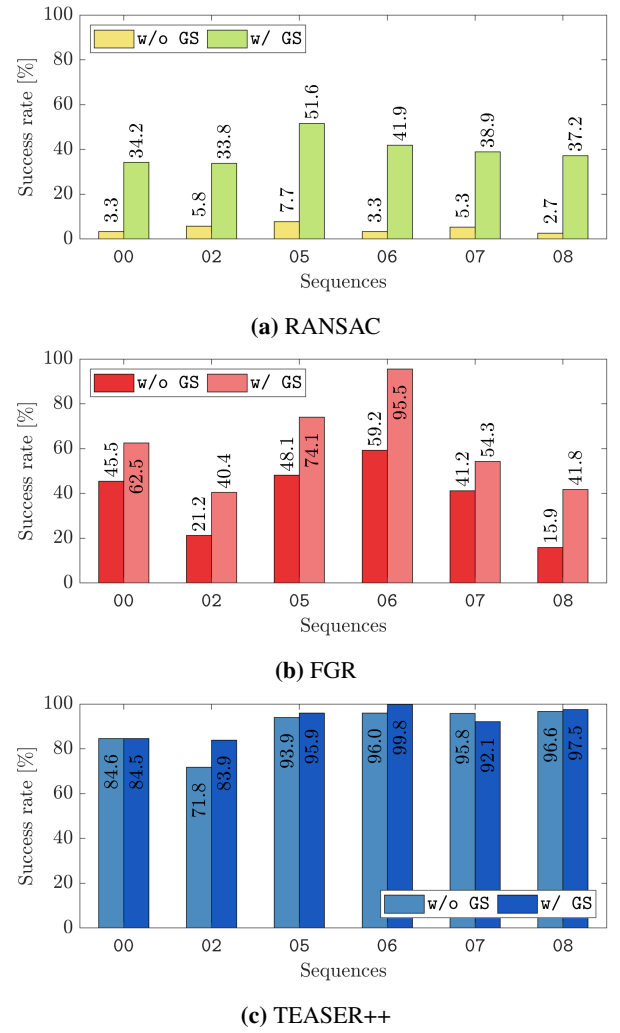 100
80
60
40
20
0
Success rate [%]
w/o GS w/ GS
3.3 34.2 5.8 33.8 7.7 51.6 3.3 41.9 5.3 38.9 2.7 37.2
00 02 05 06 07 08
Sequences
(a) RANSAC
100
80
60
40
20
0
Success rate [%]
w/o GS w/ GS
45.5 62.5 21.2 40.4 48.1 74.1 59.2 95.5 41.2 54.3 15.9 41.8
00 02 05 06 07 08
Sequences
(b) FGR
100
80
60
40
20
0
Success rate [%]
84.6 84.5 71.8 83.9 93.9 95.9 96.0 99.8 95.8 92.1 96.6 97.5
w/o GS w/ GS
00 02 05 06 07 08
Sequences
(c) TEASER++